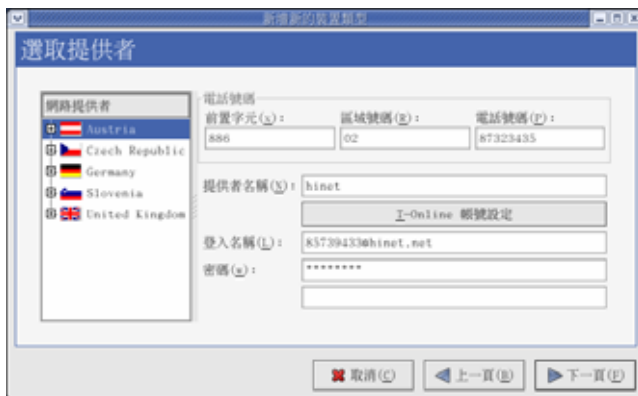 新增新的裝置類型
選取提供者
網路提供者
Austria
Czech Republic
Germany
Slovenia
United Kingdom
電話號碼
前置字元(x): 區域號碼(R): 電話號碼(P):
886 02 87323435
提供者名稱(N): hinet
T-Online 帳號設定
登入名稱(L): 85739433@hinet.net
密碼(w): ********
取消(C) 上一頁(B) 下一頁(F)